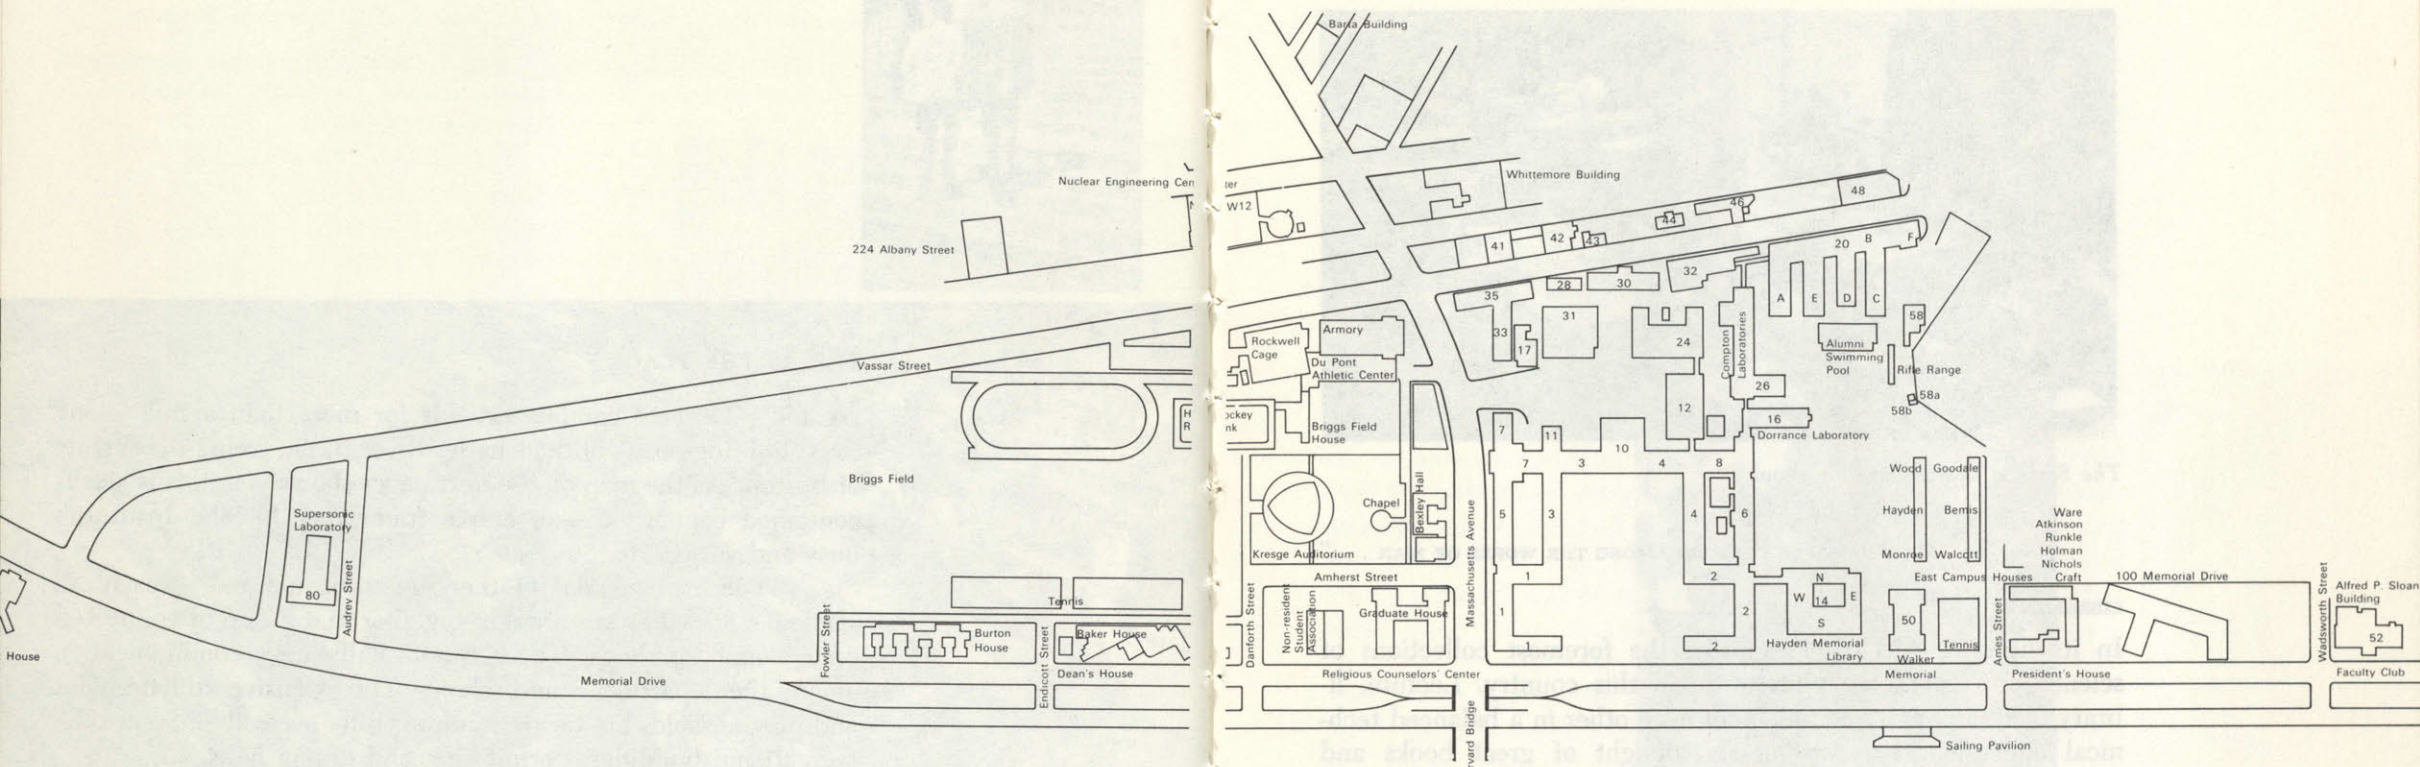 Barta Building
Nuclear Engineering Center
Whittemore Building
W12
48
46
44
224 Albany Street
41
42
43
20
B
F
32
28
30
35
A
E
D
C
31
33
17
58
Armory
Rockwell
Cage
24
Compton
Laboratories
Alumni
Swimming
Pool
Du Pont
Athletic Center
Vassar Street
Rifle Range
26
58a
58b
12
16
Dorrance Laboratory
Briggs Field
House
7
11
10
7
3
4
8
Wood
Goodale
Briggs Field
Chapel
Bexley Hall
Massachusetts Avenue
5
3
4
6
Hayden
Bemis
Supersonic
Laboratory
Ware
Atkinson
Runkle
Holman
Nichols
Craft
Kresge Auditorium
Monroe
Walcott
Amherst Street
1
2
East Campus Houses
100 Memorial Drive
N
W
14
E
S
80
Audrey Street
Tennis
Danforth Street
Non-resident
Student
Association
Graduate House
1
2
50
Alfred P. Sloan
Building
52
Wadsworth Street
Fowler Street
Burton
House
Endicott Street
Baker House
1
2
Hayden Memorial
Library
Tennis
Ames Street
House
Memorial Drive
Dean's House
Religious Counselors' Center
Walker
Memorial
President's House
Faculty Club
rvard Bridge
Sailing Pavilion